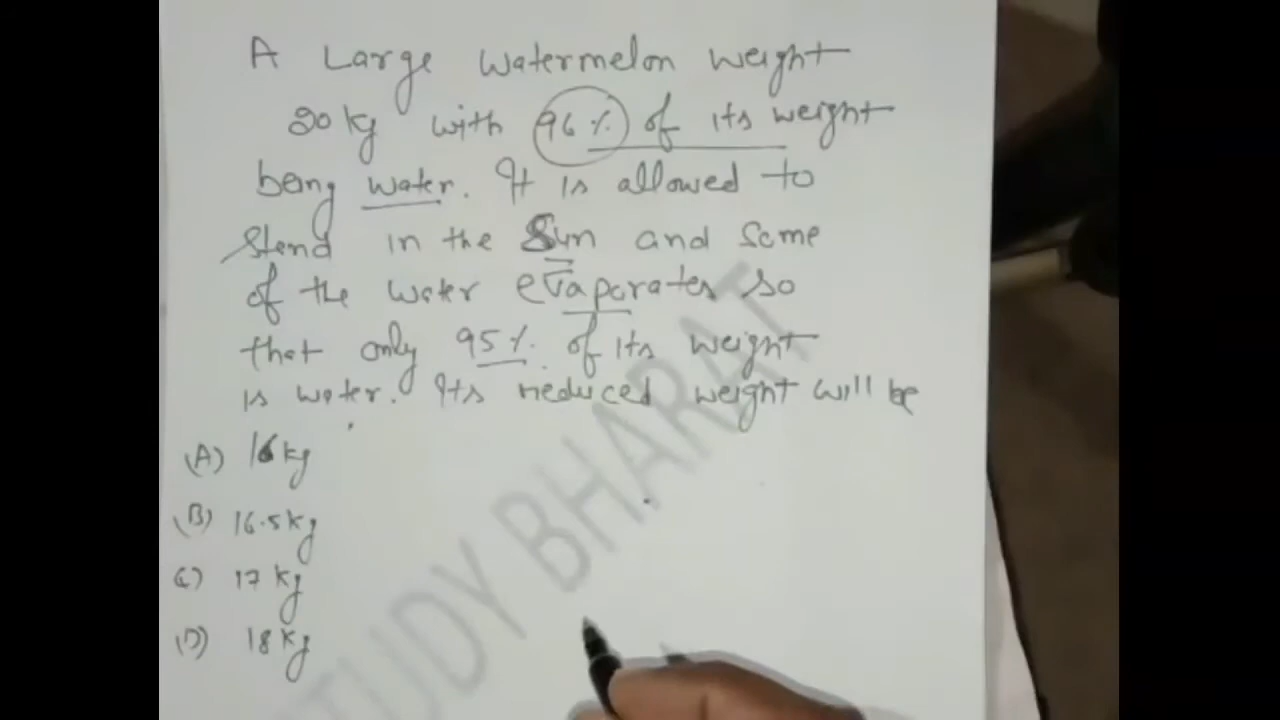 A Large Watermelon weight
20 kg with 96% of its weight
being water. It is allowed to
stend in the Sun and some
of the water evaporates so
that only 95% of its weight
is water. Its reduced weight will be
(A) 16 kg
(B) 16.5 kg
(C) 17 kg
(D) 18 kg
STUDY BHARAT